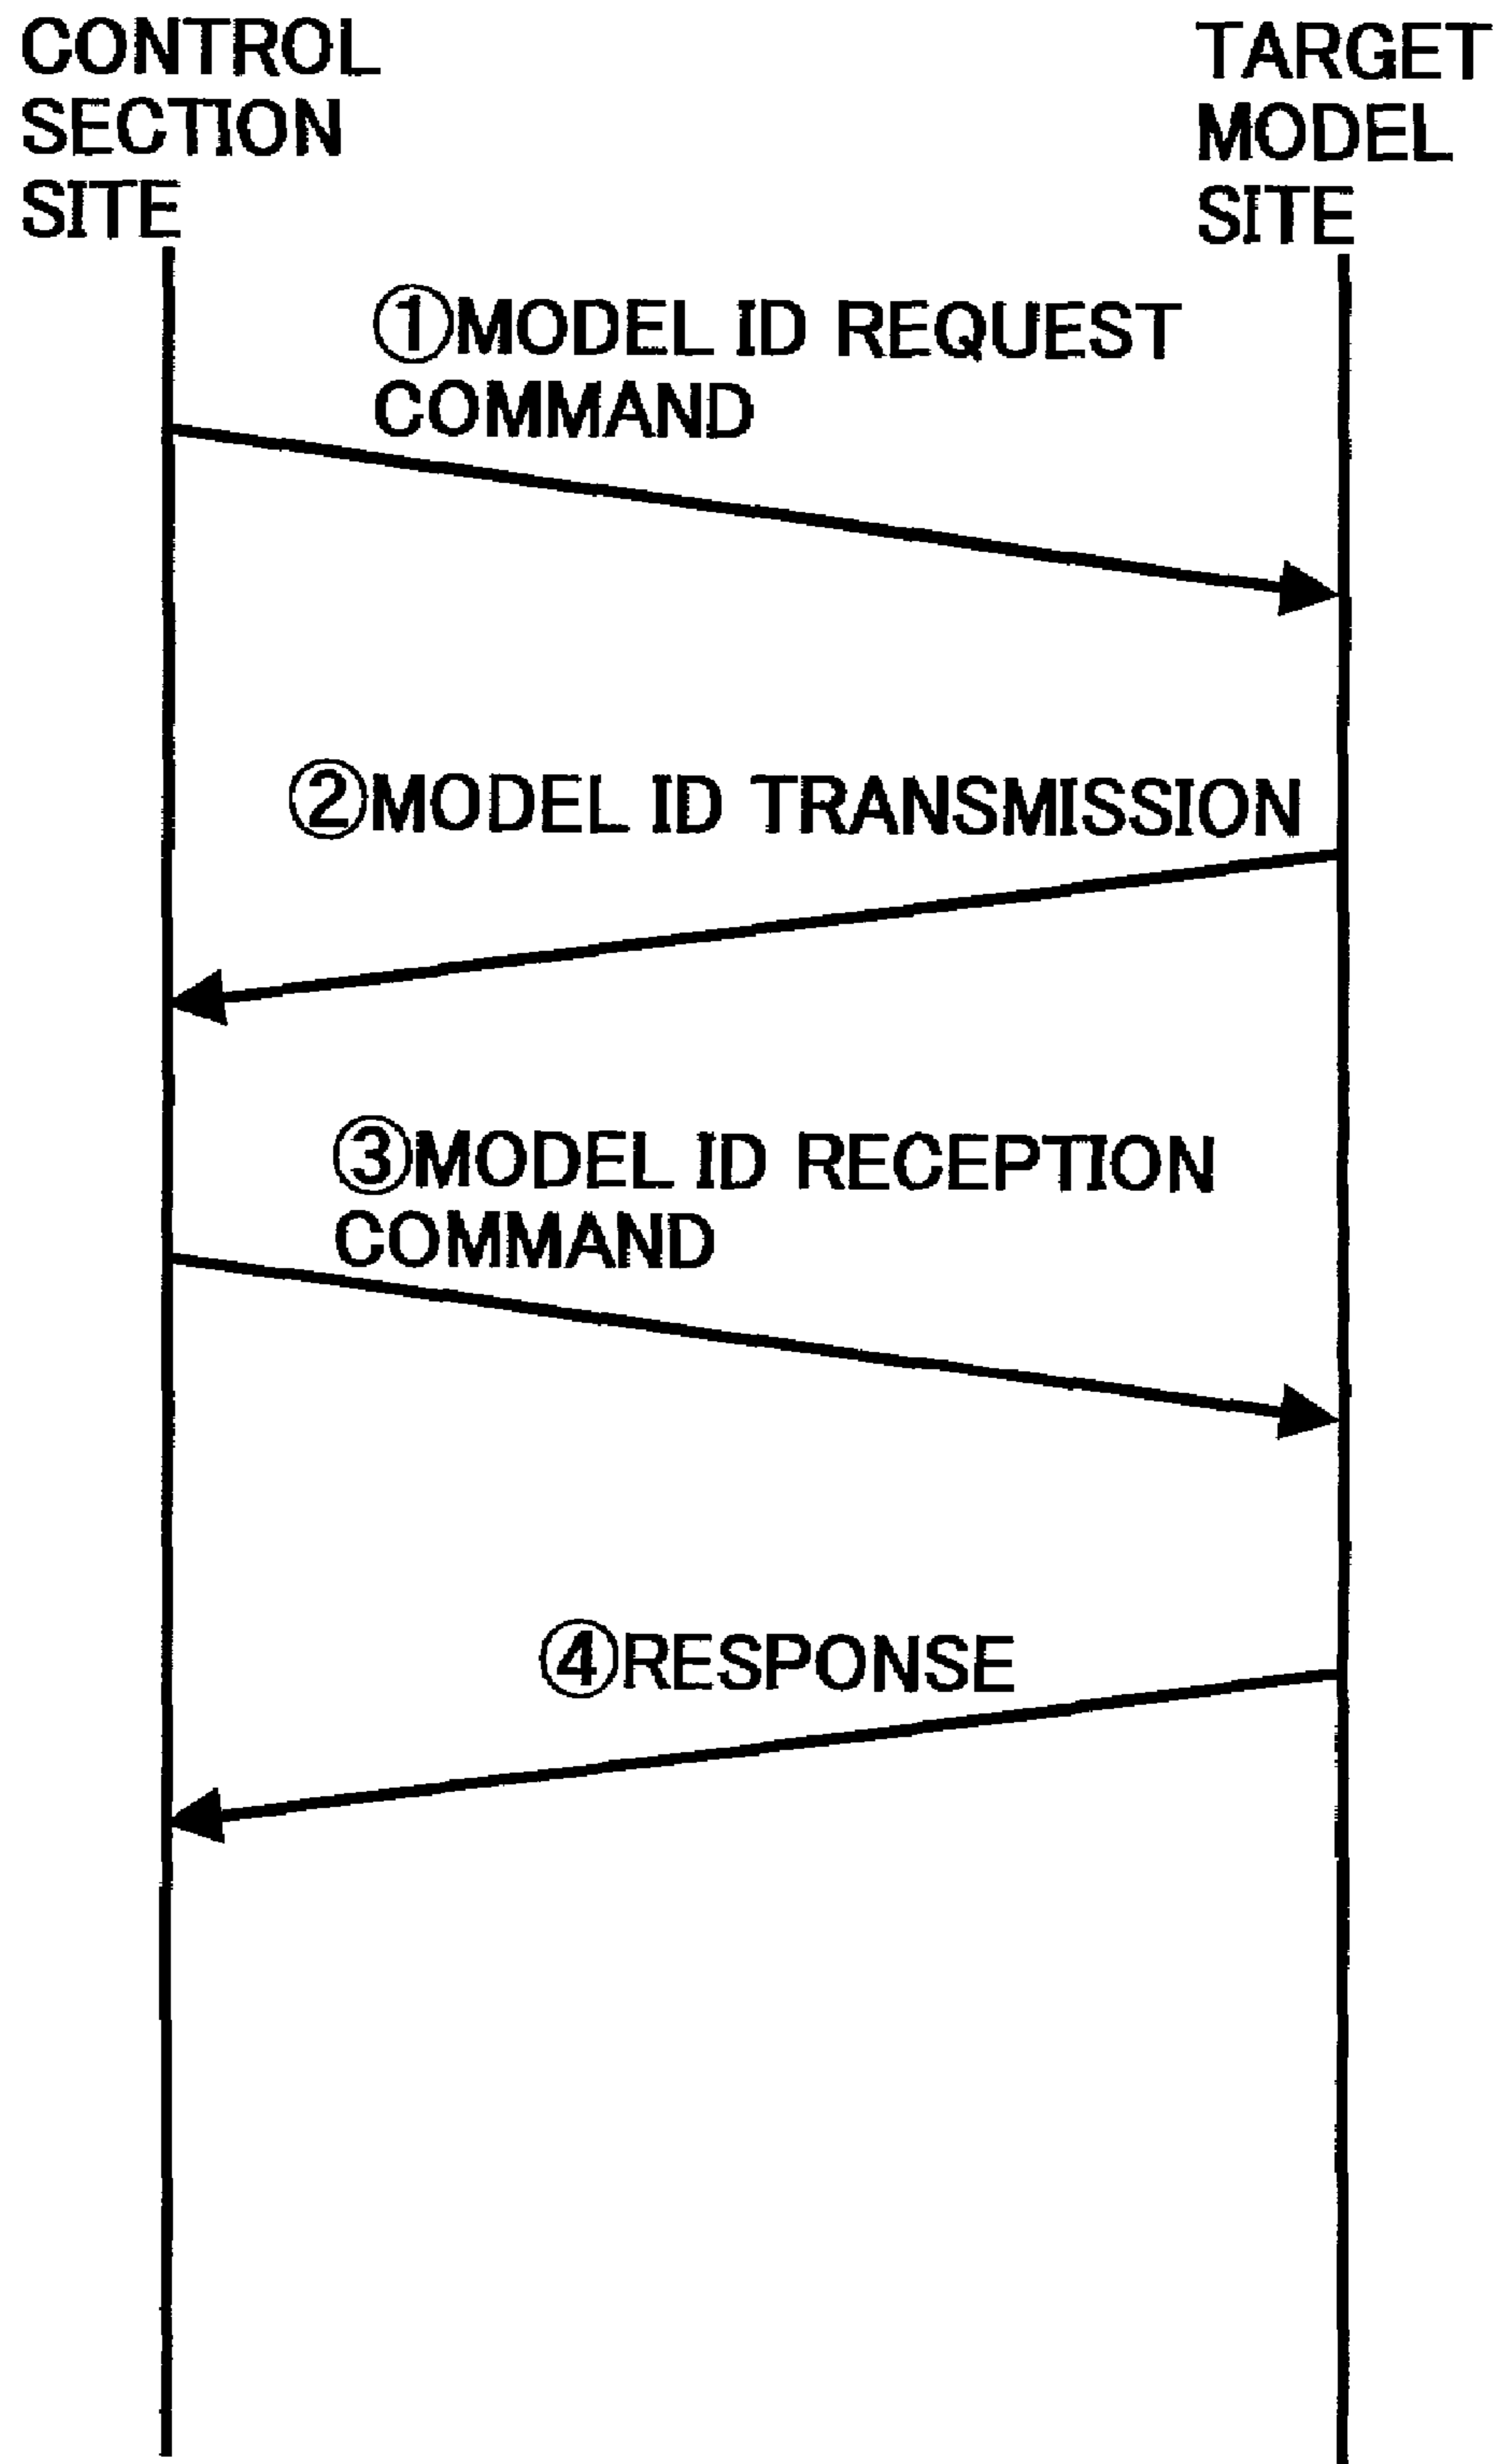 CONTROL
SECTION
SITE
TARGET
MODEL
SITE
①MODEL ID REQUEST
COMMAND
②MODEL ID TRANSMISSION
③MODEL ID RECEPTION
COMMAND
④RESPONSE